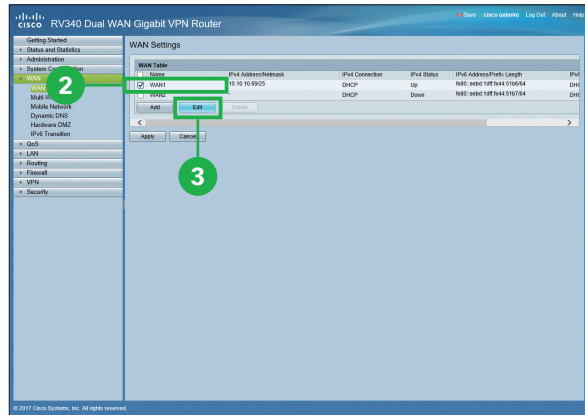 cisco RV340 Dual WAN Gigabit VPN Router
Save cisco (admin) Log Out About Help
Getting Started
Status and Statistics
Administration
System
WAN
WAN
Multi-W
Mobile Network
Dynamic DNS
Hardware DMZ
IPv6 Transition
QoS
LAN
Routing
Firewall
VPN
Security
2
WAN Settings
WAN Table
Name IPv4 Address/Netmask IPv4 Connection IPv4 Status IPv6 Address/Prefix Length
WAN1 10.10.10.69/25 DHCP Up fe80::eebd:1dff:fe44:51b6/64
WAN2 DHCP Down fe80::eebd:1dff:fe44:51b7/64
Add Edit Delete
Apply Cancel
3
© 2017 Cisco Systems, Inc. All rights reserved.